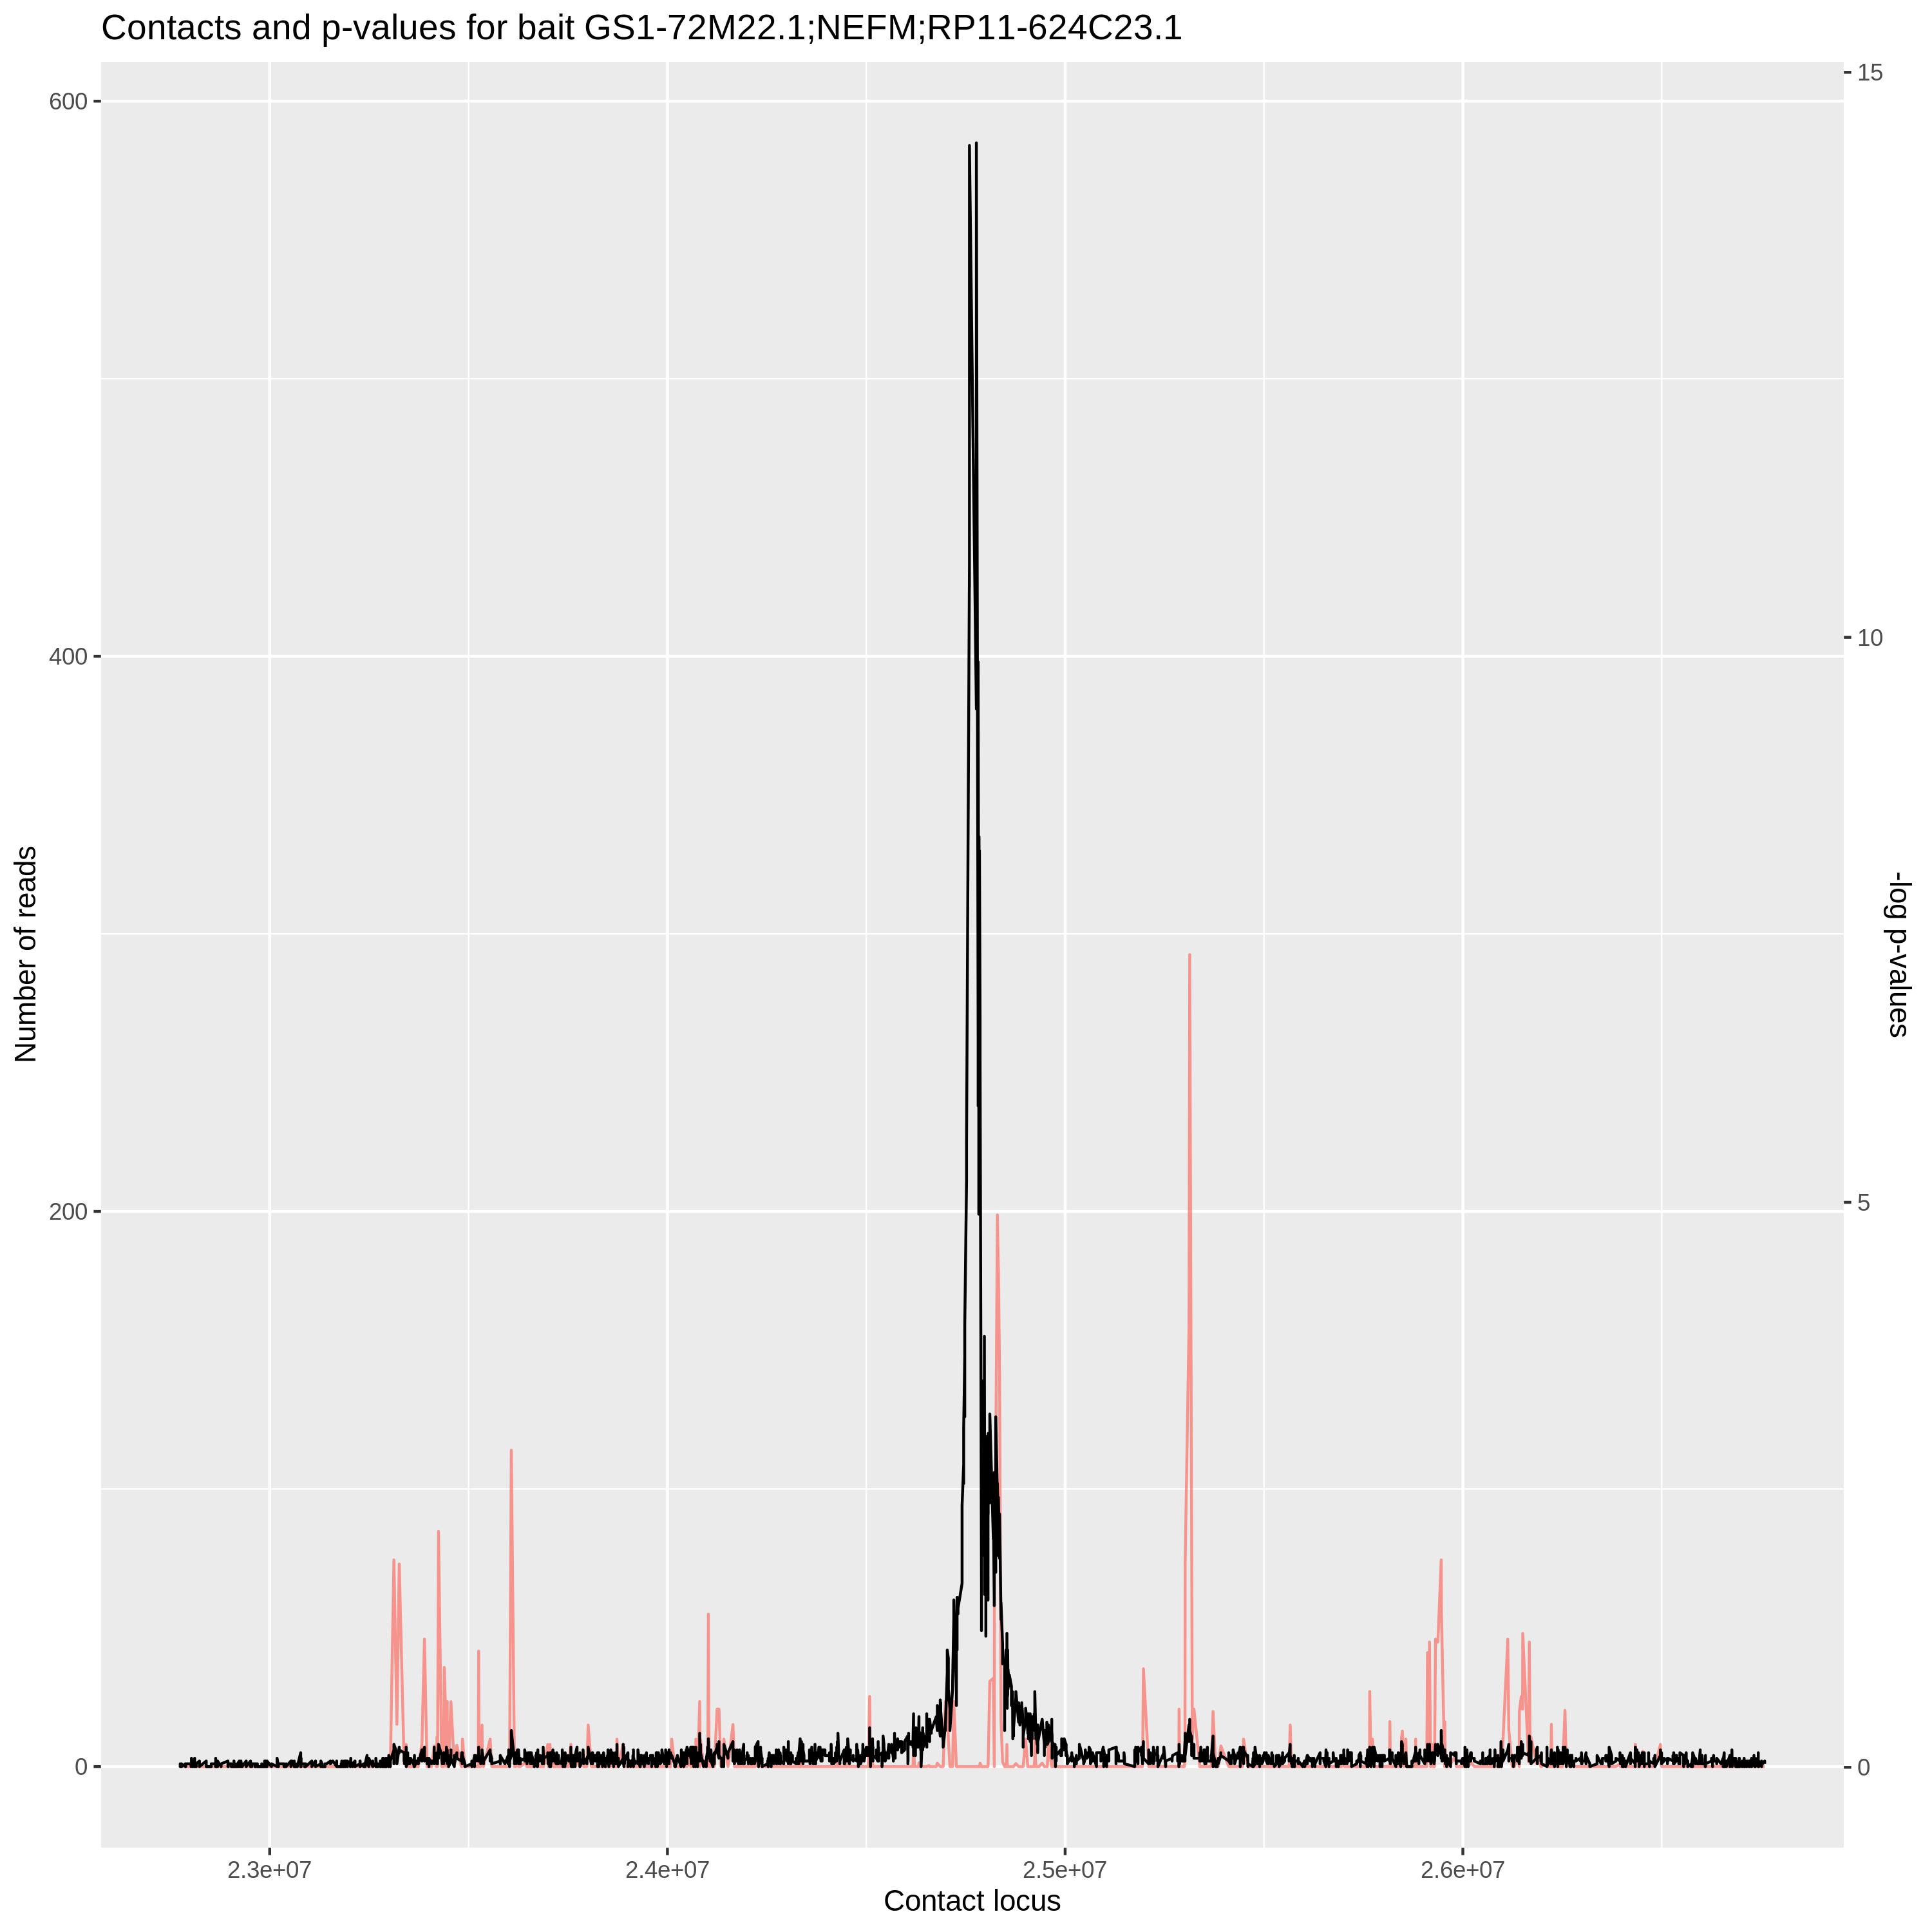 Contacts and p-values for bait GS1-72M22.1;NEFM;RP11-624C23.1
600
400
200
0
15
10
5
0
Number of reads
-log p-values
2.3e+07
2.4e+07
2.5e+07
2.6e+07
Contact locus